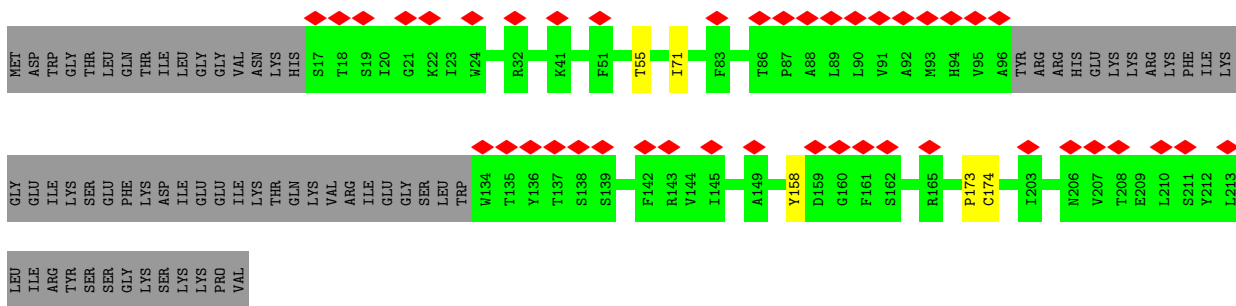 MET ASP TRP GLY THR LEU GLN THR ILE LEU GLY GLY VAL ASN LYS HIS S17 T18 S19 I20 G21 K22 I23 W24 R32 K41 F51 T55 I71 F83 T86 P87 A88 L89 L90 V91 A92 M93 H94 V95 A96 TYR ARG ARG HIS GLU LYS LYS ARG LYS PHE ILE LYS
GLY GLU ILE LYS SER GLU PHE LYS ASP ILE GLU GLU ILE LYS THR GLN LYS VAL ARG ILE GLU GLY SER LEU TRP W134 T135 Y136 T137 S138 S139 F142 R143 V144 I145 A149 Y158 D159 G160 F161 S162 R165 P173 C174 I203 N206 V207 T208 E209 L210 S211 Y212 L213
LEU ILE ARG TYR SER SER GLY LYS SER LYS LYS PRO VAL